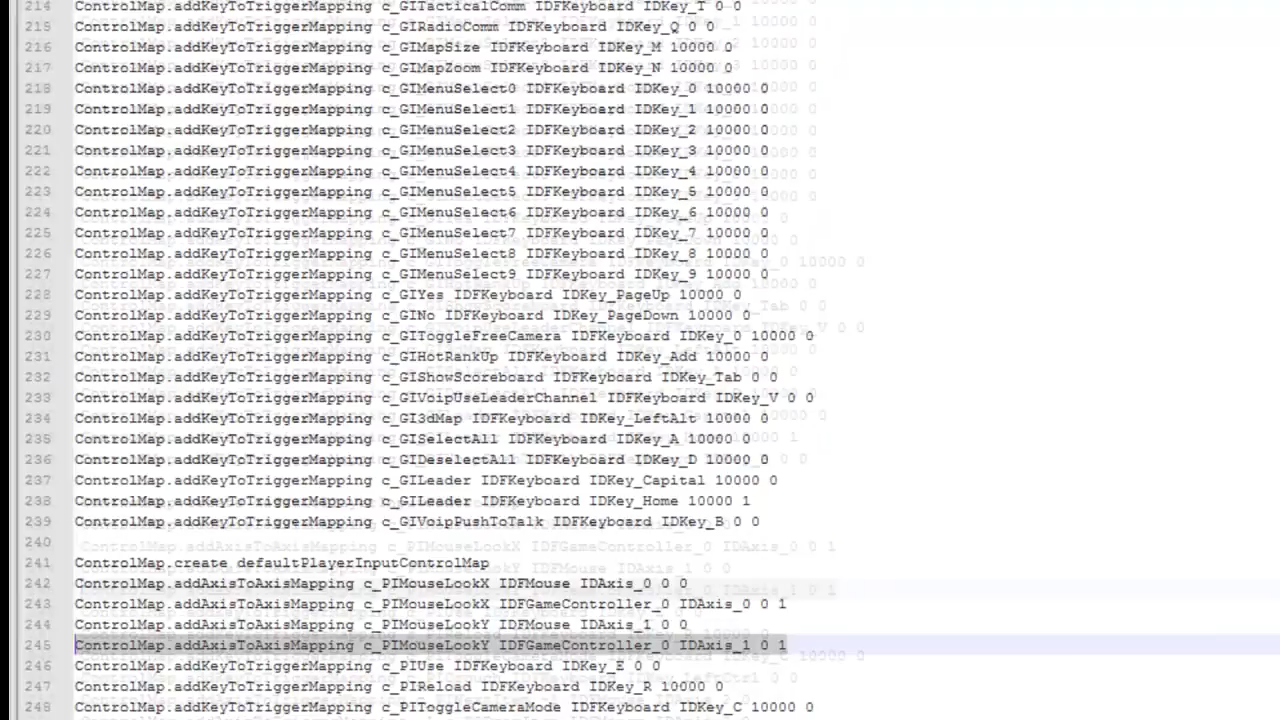 214 ControlMap.addKeyToTriggerMapping c_GITacticalComm IDFKeyboard IDKey_T 0 0
215 ControlMap.addKeyToTriggerMapping c_GIRadioComm IDFKeyboard IDKey_Q 0 0
216 ControlMap.addKeyToTriggerMapping c_GIMapSize IDFKeyboard IDKey_M 10000 0
217 ControlMap.addKeyToTriggerMapping c_GIMapZoom IDFKeyboard IDKey_N 10000 0
218 ControlMap.addKeyToTriggerMapping c_GIMenuSelect0 IDFKeyboard IDKey_0 10000 0
219 ControlMap.addKeyToTriggerMapping c_GIMenuSelect1 IDFKeyboard IDKey_1 10000 0
220 ControlMap.addKeyToTriggerMapping c_GIMenuSelect2 IDFKeyboard IDKey_2 10000 0
221 ControlMap.addKeyToTriggerMapping c_GIMenuSelect3 IDFKeyboard IDKey_3 10000 0
222 ControlMap.addKeyToTriggerMapping c_GIMenuSelect4 IDFKeyboard IDKey_4 10000 0
223 ControlMap.addKeyToTriggerMapping c_GIMenuSelect5 IDFKeyboard IDKey_5 10000 0
224 ControlMap.addKeyToTriggerMapping c_GIMenuSelect6 IDFKeyboard IDKey_6 10000 0
225 ControlMap.addKeyToTriggerMapping c_GIMenuSelect7 IDFKeyboard IDKey_7 10000 0
226 ControlMap.addKeyToTriggerMapping c_GIMenuSelect8 IDFKeyboard IDKey_8 10000 0
227 ControlMap.addKeyToTriggerMapping c_GIMenuSelect9 IDFKeyboard IDKey_9 10000 0
228 ControlMap.addKeyToTriggerMapping c_GIYes IDFKeyboard IDKey_PageUp 10000 0
229 ControlMap.addKeyToTriggerMapping c_GINo IDFKeyboard IDKey_PageDown 10000 0
230 ControlMap.addKeyToTriggerMapping c_GIToggleFreeCamera IDFKeyboard IDKey_0 10000 0
231 ControlMap.addKeyToTriggerMapping c_GIHotRankUp IDFKeyboard IDKey_Add 10000 0
232 ControlMap.addKeyToTriggerMapping c_GIShowScoreboard IDFKeyboard IDKey_Tab 0 0
233 ControlMap.addKeyToTriggerMapping c_GIVoipUseLeaderChannel IDFKeyboard IDKey_V 0 0
234 ControlMap.addKeyToTriggerMapping c_GI3dMap IDFKeyboard IDKey_LeftAlt 10000 0
235 ControlMap.addKeyToTriggerMapping c_GISelectAll IDFKeyboard IDKey_A 10000 0
236 ControlMap.addKeyToTriggerMapping c_GIDeselectAll IDFKeyboard IDKey_D 10000 0
237 ControlMap.addKeyToTriggerMapping c_GILeader IDFKeyboard IDKey_Capital 10000 0
238 ControlMap.addKeyToTriggerMapping c_GILeader IDFKeyboard IDKey_Home 10000 1
239 ControlMap.addKeyToTriggerMapping c_GIVoipPushToTalk IDFKeyboard IDKey_B 0 0
240
241 ControlMap.create defaultPlayerInputControlMap
242 ControlMap.addAxisToAxisMapping c_PIMouseLookX IDFMouse IDAxis_0 0 0
243 ControlMap.addAxisToAxisMapping c_PIMouseLookX IDFGameController_0 IDAxis_0 0 1
244 ControlMap.addAxisToAxisMapping c_PIMouseLookY IDFMouse IDAxis_1 0 0
245 ControlMap.addAxisToAxisMapping c_PIMouseLookY IDFGameController_0 IDAxis_1 0 1
246 ControlMap.addKeyToTriggerMapping c_PIUse IDFKeyboard IDKey_E 0 0
247 ControlMap.addKeyToTriggerMapping c_PIReload IDFKeyboard IDKey_R 10000 0
248 ControlMap.addKeyToTriggerMapping c_PIToggleCameraMode IDFKeyboard IDKey_C 10000 0